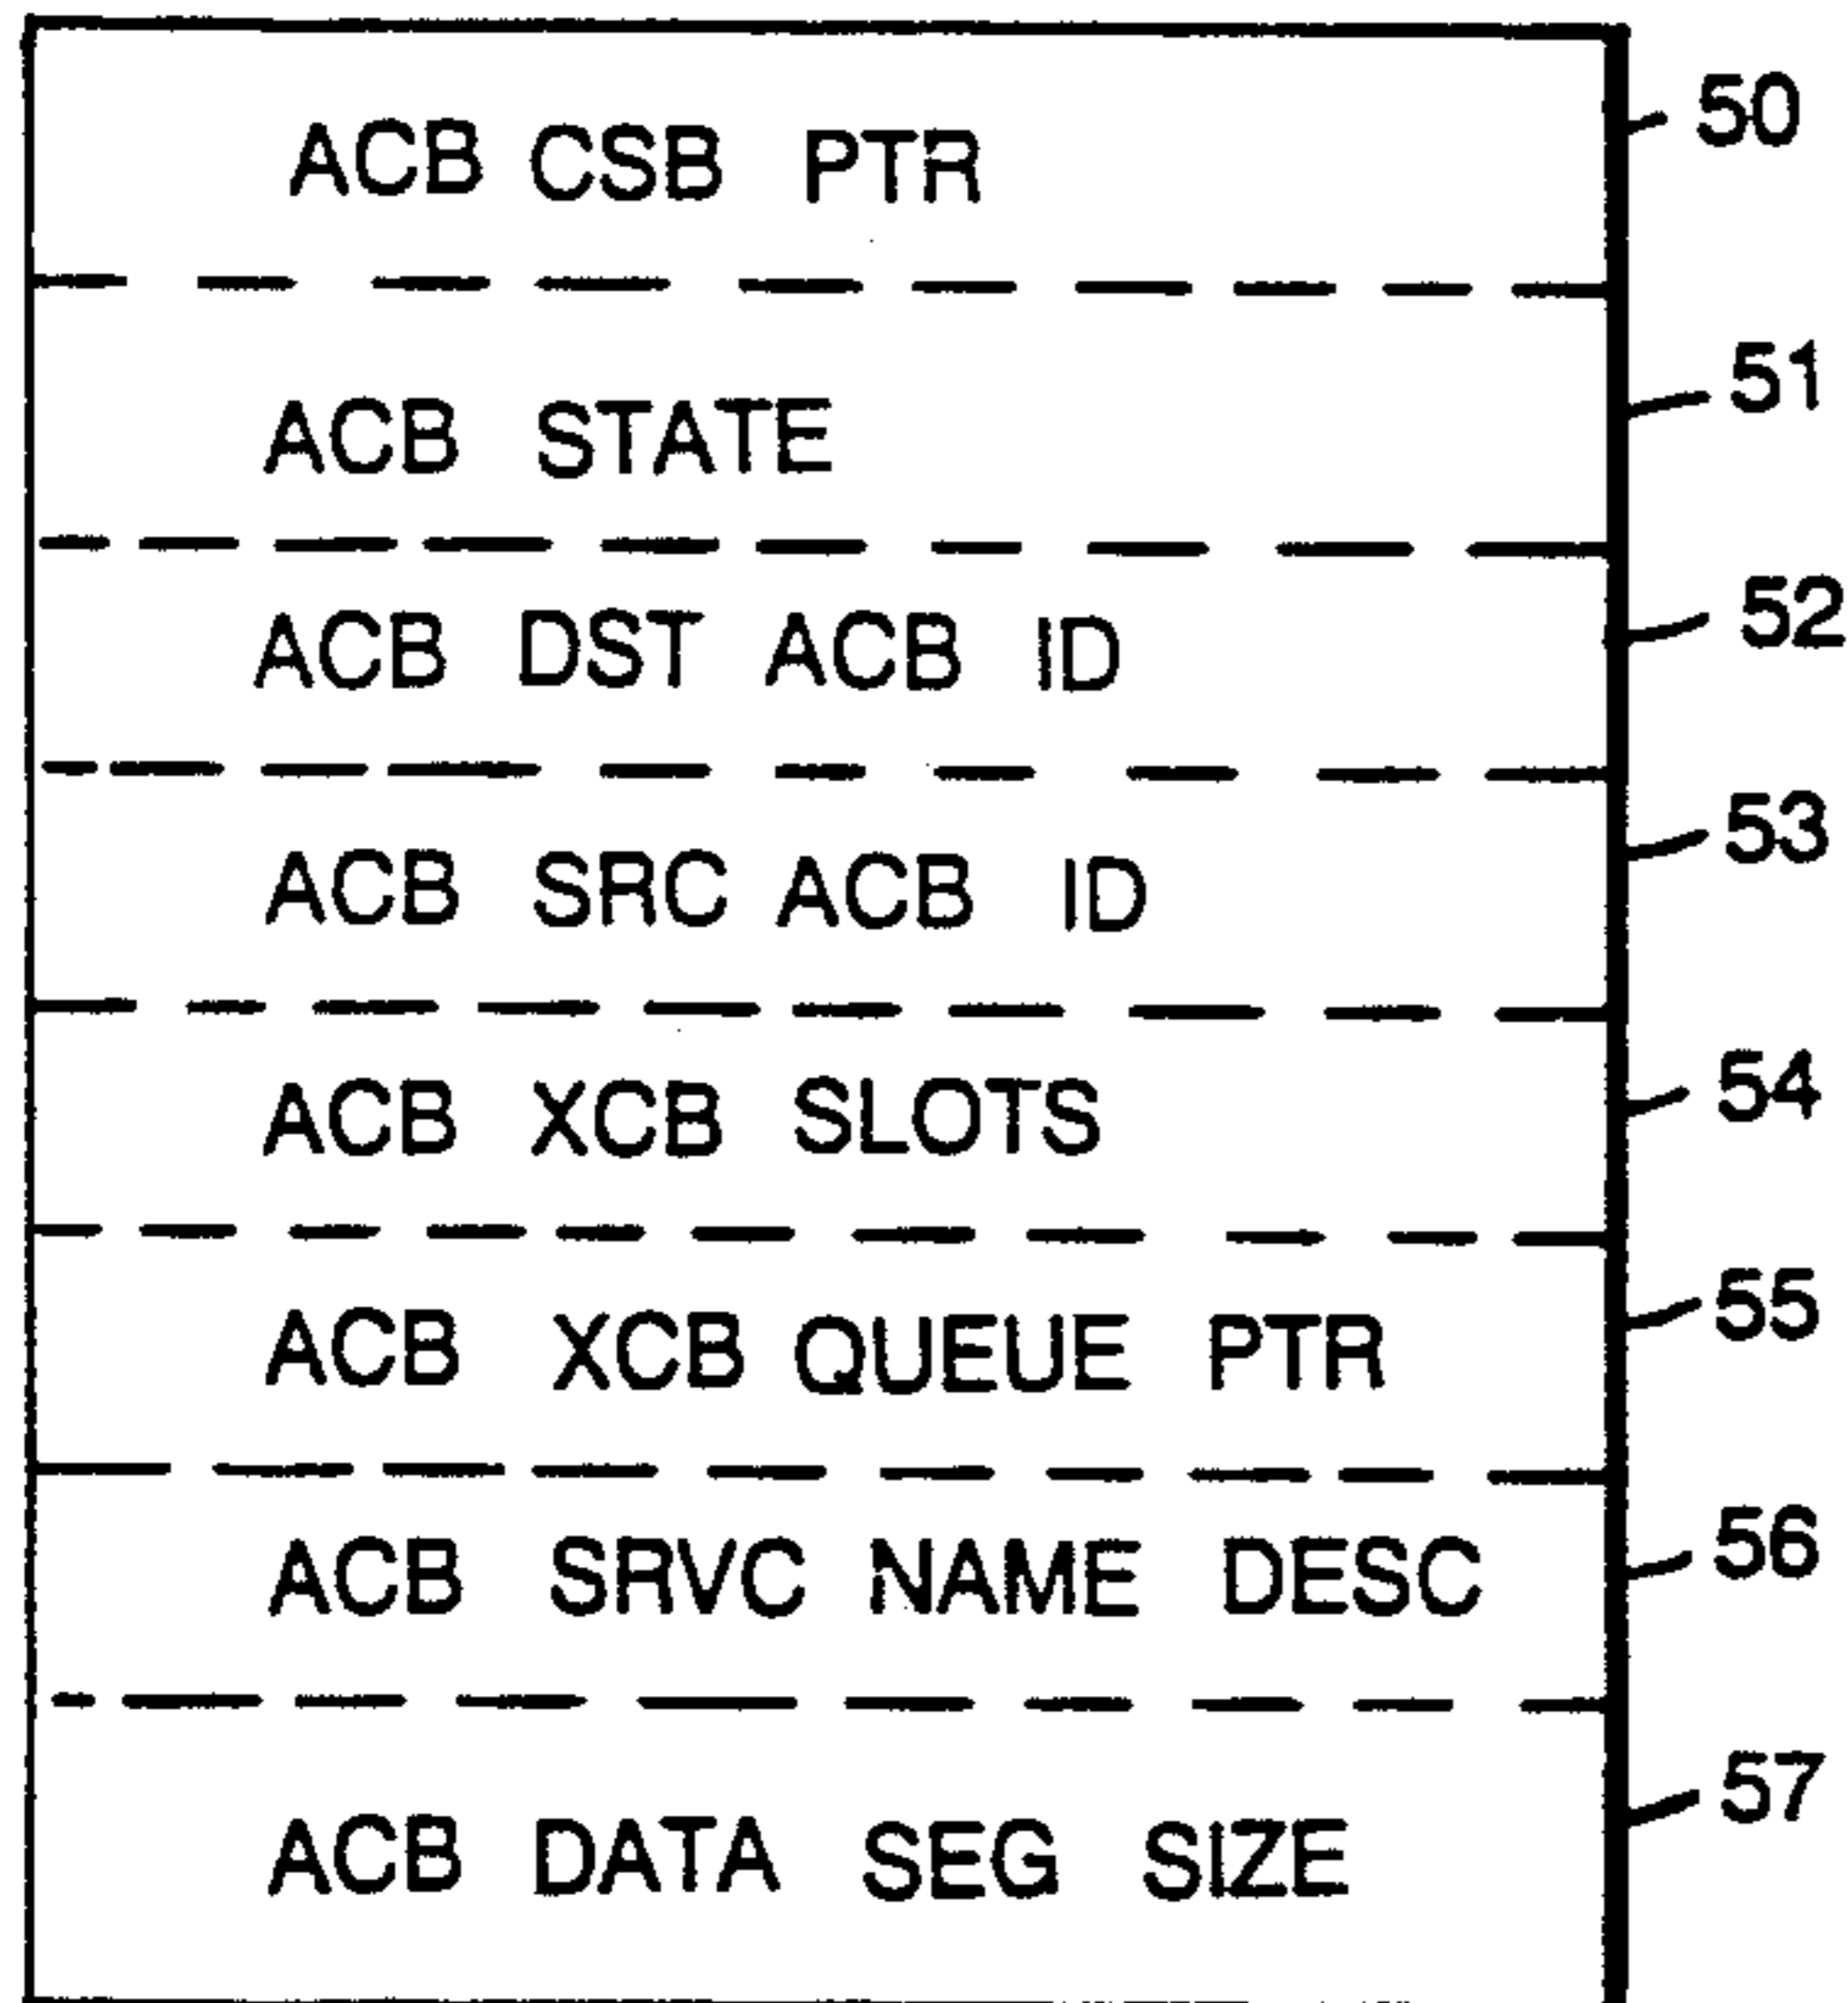 ACB CSB PTR 50
ACB STATE 51
ACB DST ACB ID 52
ACB SRC ACB ID 53
ACB XCB SLOTS 54
ACB XCB QUEUE PTR 55
ACB SRVC NAME DESC 56
ACB DATA SEG SIZE 57